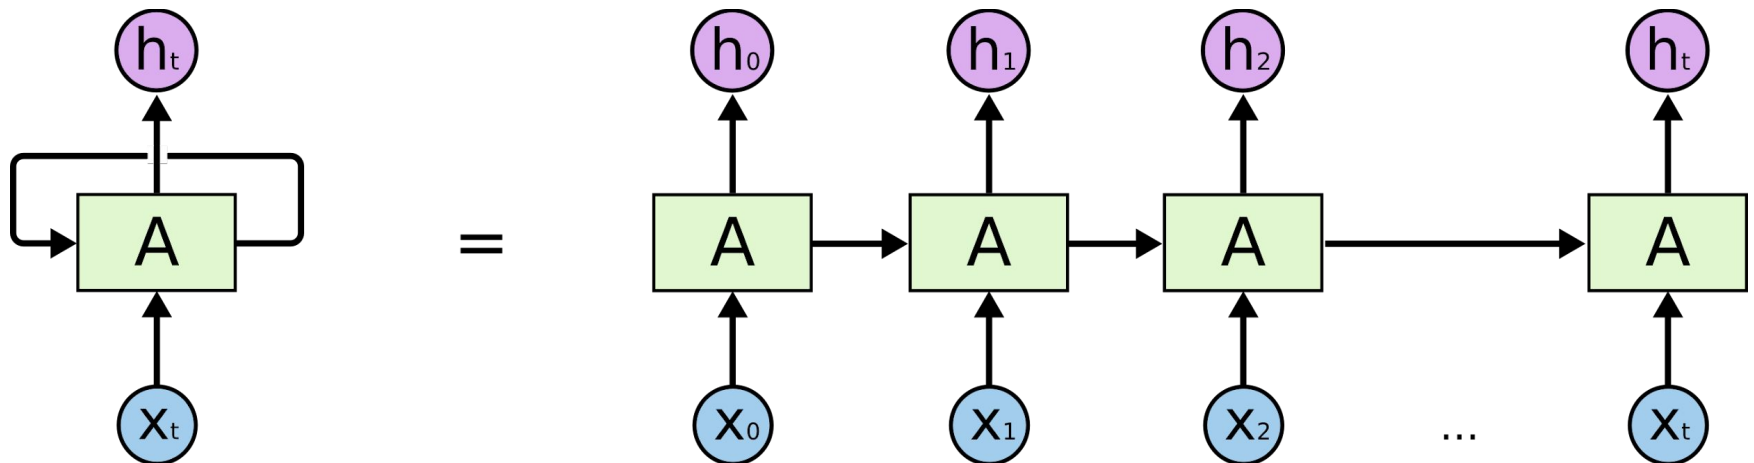 hₜ h₀ h₁ h₂ hₜ
A = A A A A
xₜ x₀ x₁ x₂ ... xₜ